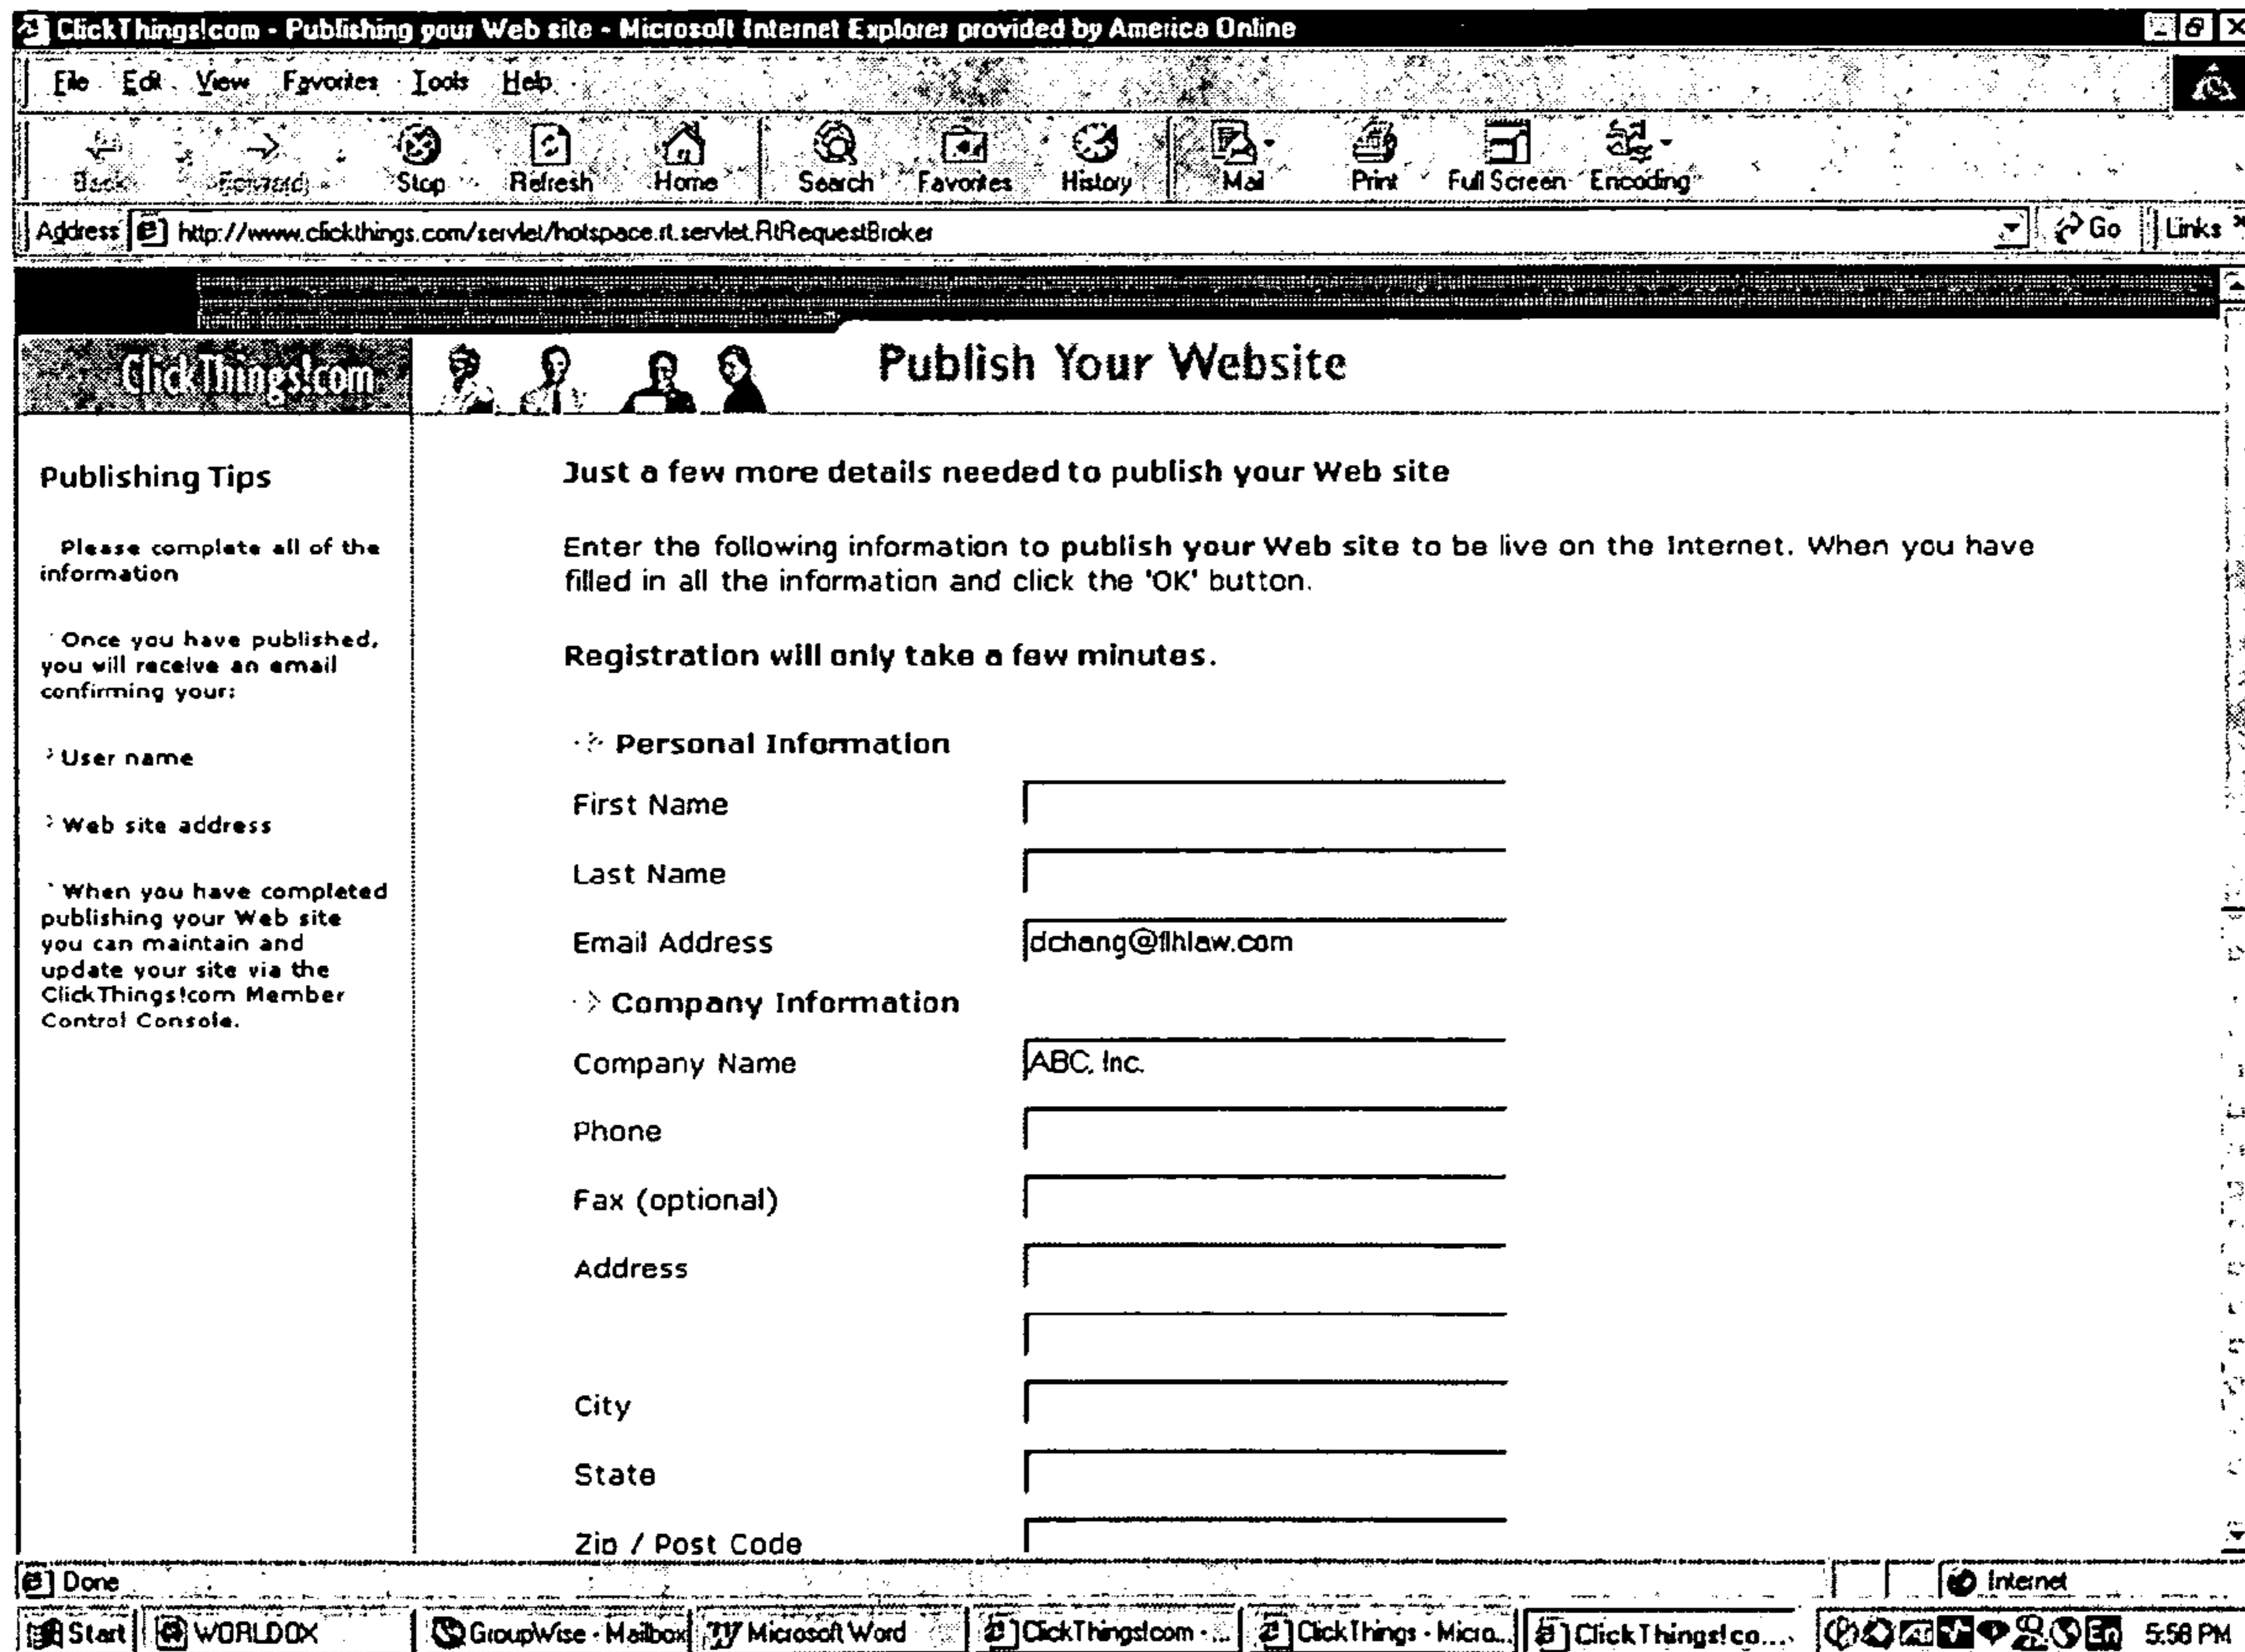 ClickThings!com - Publishing your Web site - Microsoft Internet Explorer provided by America Online
File Edit View Favorites Tools Help
Back Forward Stop Refresh Home Search Favorites History Mail Print Full Screen Encoding
Address http://www.clickthings.com/servlet/hotspace.rt.servlet.RtRequestBroker Go Links »
ClickThings!com
Publish Your Website
Publishing Tips
Please complete all of the
information
Once you have published,
you will receive an email
confirming your:
User name
Web site address
When you have completed
publishing your Web site
you can maintain and
update your site via the
ClickThings!com Member
Control Console.
Just a few more details needed to publish your Web site
Enter the following information to publish your Web site to be live on the Internet. When you have
filled in all the information and click the 'OK' button.
Registration will only take a few minutes.
Personal Information
First Name
Last Name
Email Address dchang@flhlaw.com
Company Information
Company Name ABC, Inc.
Phone
Fax (optional)
Address
City
State
Zip / Post Code
Done Internet
Start WORLDOX GroupWise - Mailbox Microsoft Word ClickThings!com - ... ClickThings - Micro... ClickThings!co... En 5:58 PM